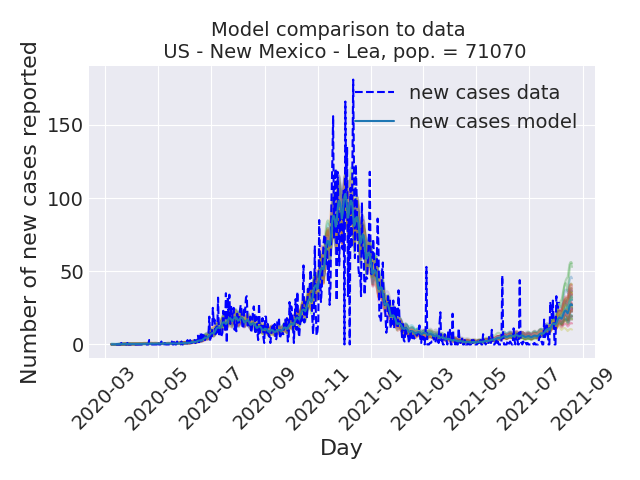 Model comparison to data
US - New Mexico - Lea, pop. = 71070
Number of new cases reported
150
100
50
0
new cases data
new cases model
2020-03
2020-05
2020-07
2020-09
2020-11
2021-01
2021-03
2021-05
2021-07
2021-09
Day